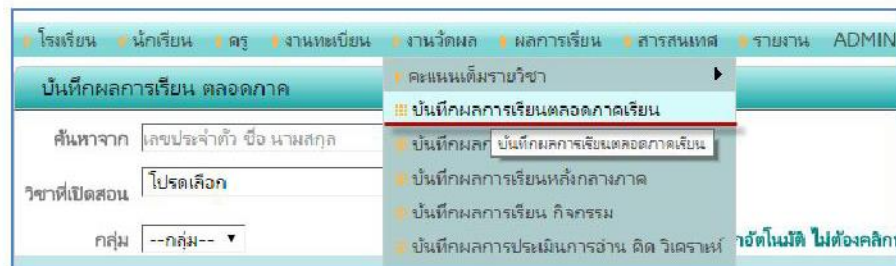 โรงเรียน นักเรียน ครู งานทะเบียน งานวัดผล ผลการเรียน สารสนเทศ รายงาน ADMIN
บันทึกผลการเรียน ตลอดภาค
คะแนนเต็มรายวิชา
บันทึกผลการเรียนตลอดภาคเรียน
ค้นหาจาก เลขประจำตัว ชื่อ นามสกุล
บันทึกผลก บันทึกผลการเรียนตลอดภาคเรียน
วิชาที่เปิดสอน โปรดเลือก
บันทึกผลการเรียนหลังกลางภาค
บันทึกผลการเรียน กิจกรรม
กลุ่ม --กลุ่ม--
บันทึกผลการประเมินการอ่าน คิด วิเคราะห์ อัตโนมัติ ไม่ต้องคลิก